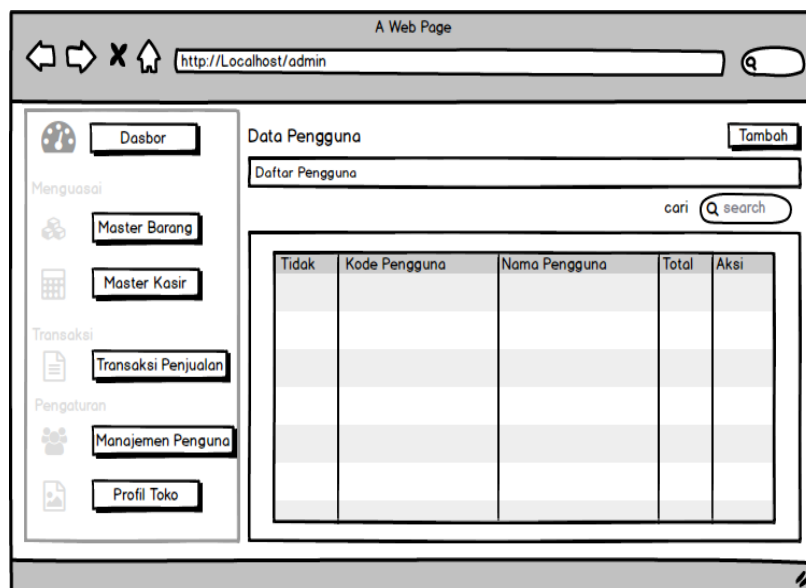 A Web Page
http://Localhost/admin
Dasbor
Menguasai
Master Barang
Master Kasir
Transaksi
Transaksi Penjualan
Pengaturan
Manajemen Penguna
Profil Toko
Data Pengguna
Tambah
Daftar Pengguna
cari search
Tidak Kode Pengguna Nama Pengguna Total Aksi